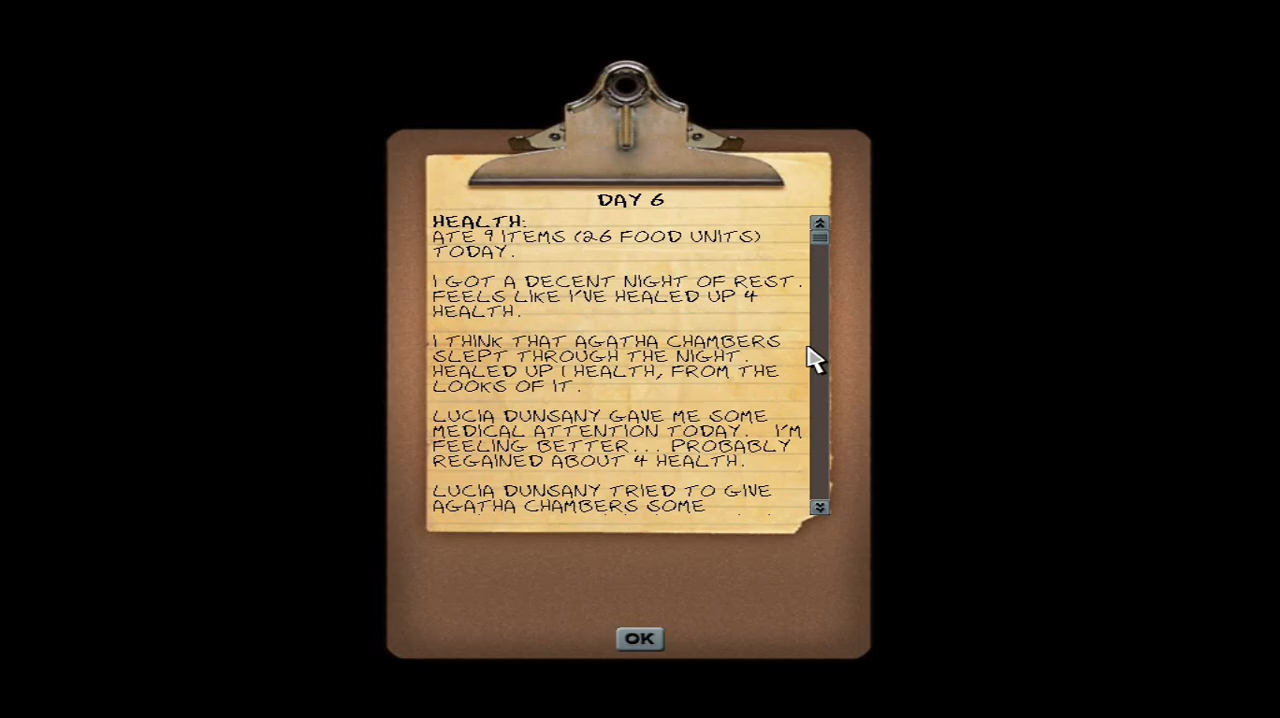 DAY 6
HEALTH:
ATE 9 ITEMS (26 FOOD UNITS)
TODAY.
I GOT A DECENT NIGHT OF REST.
FEELS LIKE I'VE HEALED UP 4
HEALTH.
I THINK THAT AGATHA CHAMBERS
SLEPT THROUGH THE NIGHT.
HEALED UP 1 HEALTH, FROM THE
LOOKS OF IT.
LUCIA DUNSANY GAVE ME SOME
MEDICAL ATTENTION TODAY. I'M
FEELING BETTER... PROBABLY
REGAINED ABOUT 4 HEALTH.
LUCIA DUNSANY TRIED TO GIVE
AGATHA CHAMBERS SOME
OK